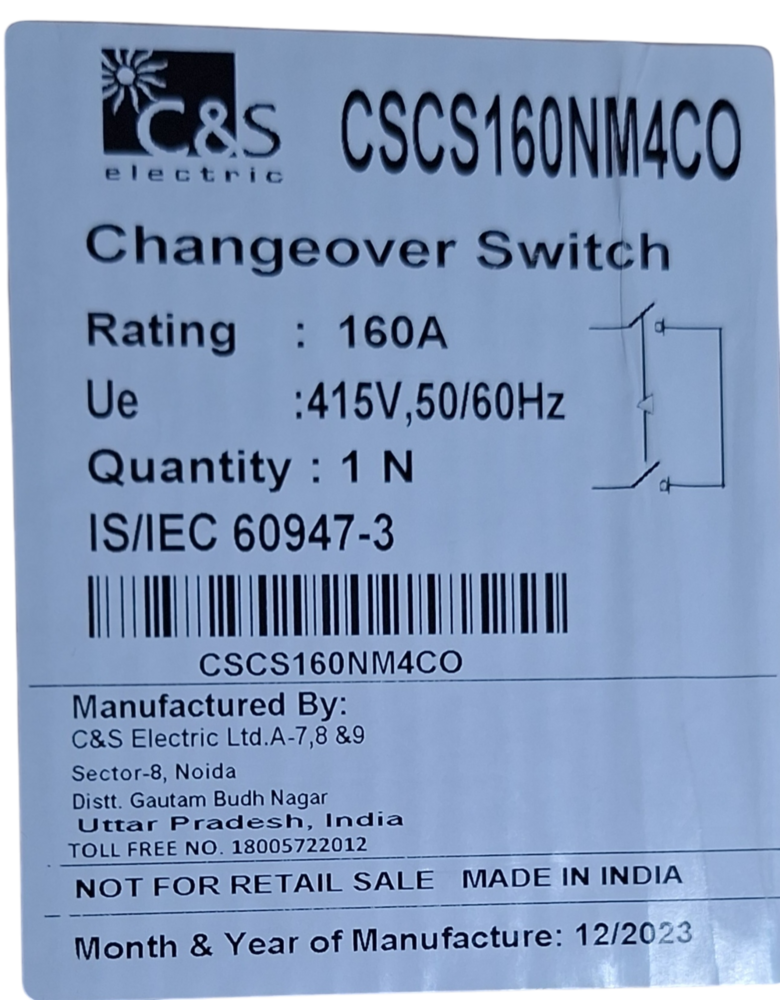 C&S
electric
CSCS160NM4CO
Changeover Switch
Rating : 160A
Ue :415V,50/60Hz
Quantity : 1 N
IS/IEC 60947-3
CSCS160NM4CO
Manufactured By:
C&S Electric Ltd.A-7,8 &9
Sector-8, Noida
Distt. Gautam Budh Nagar
Uttar Pradesh, India
TOLL FREE NO. 18005722012
NOT FOR RETAIL SALE MADE IN INDIA
Month & Year of Manufacture: 12/2023